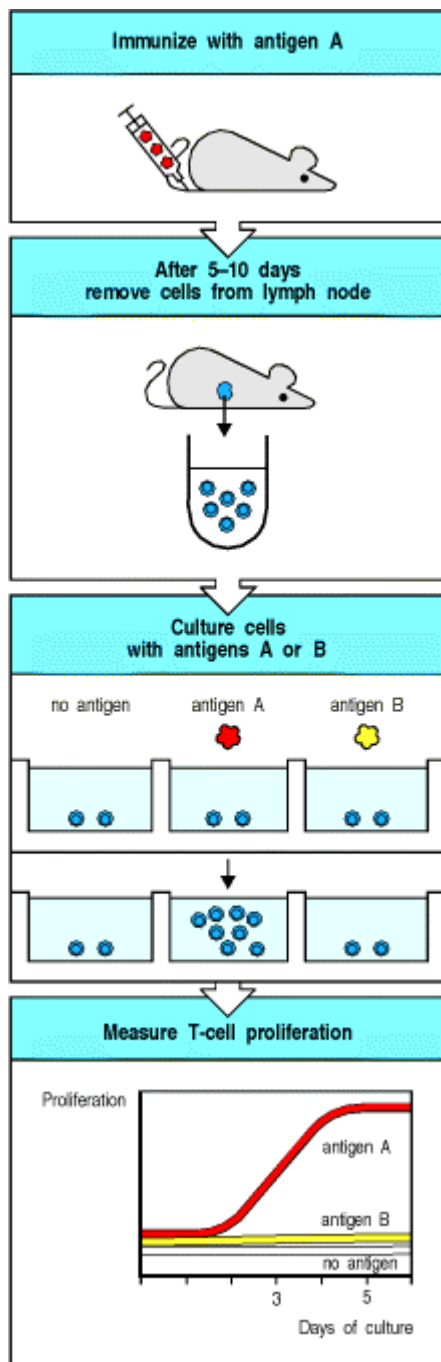 Immunize with antigen A
After 5–10 days
remove cells from lymph node
Culture cells
with antigens A or B
no antigen
antigen A
antigen B
Measure T-cell proliferation
Proliferation
antigen A
antigen B
no antigen
3
5
Days of culture